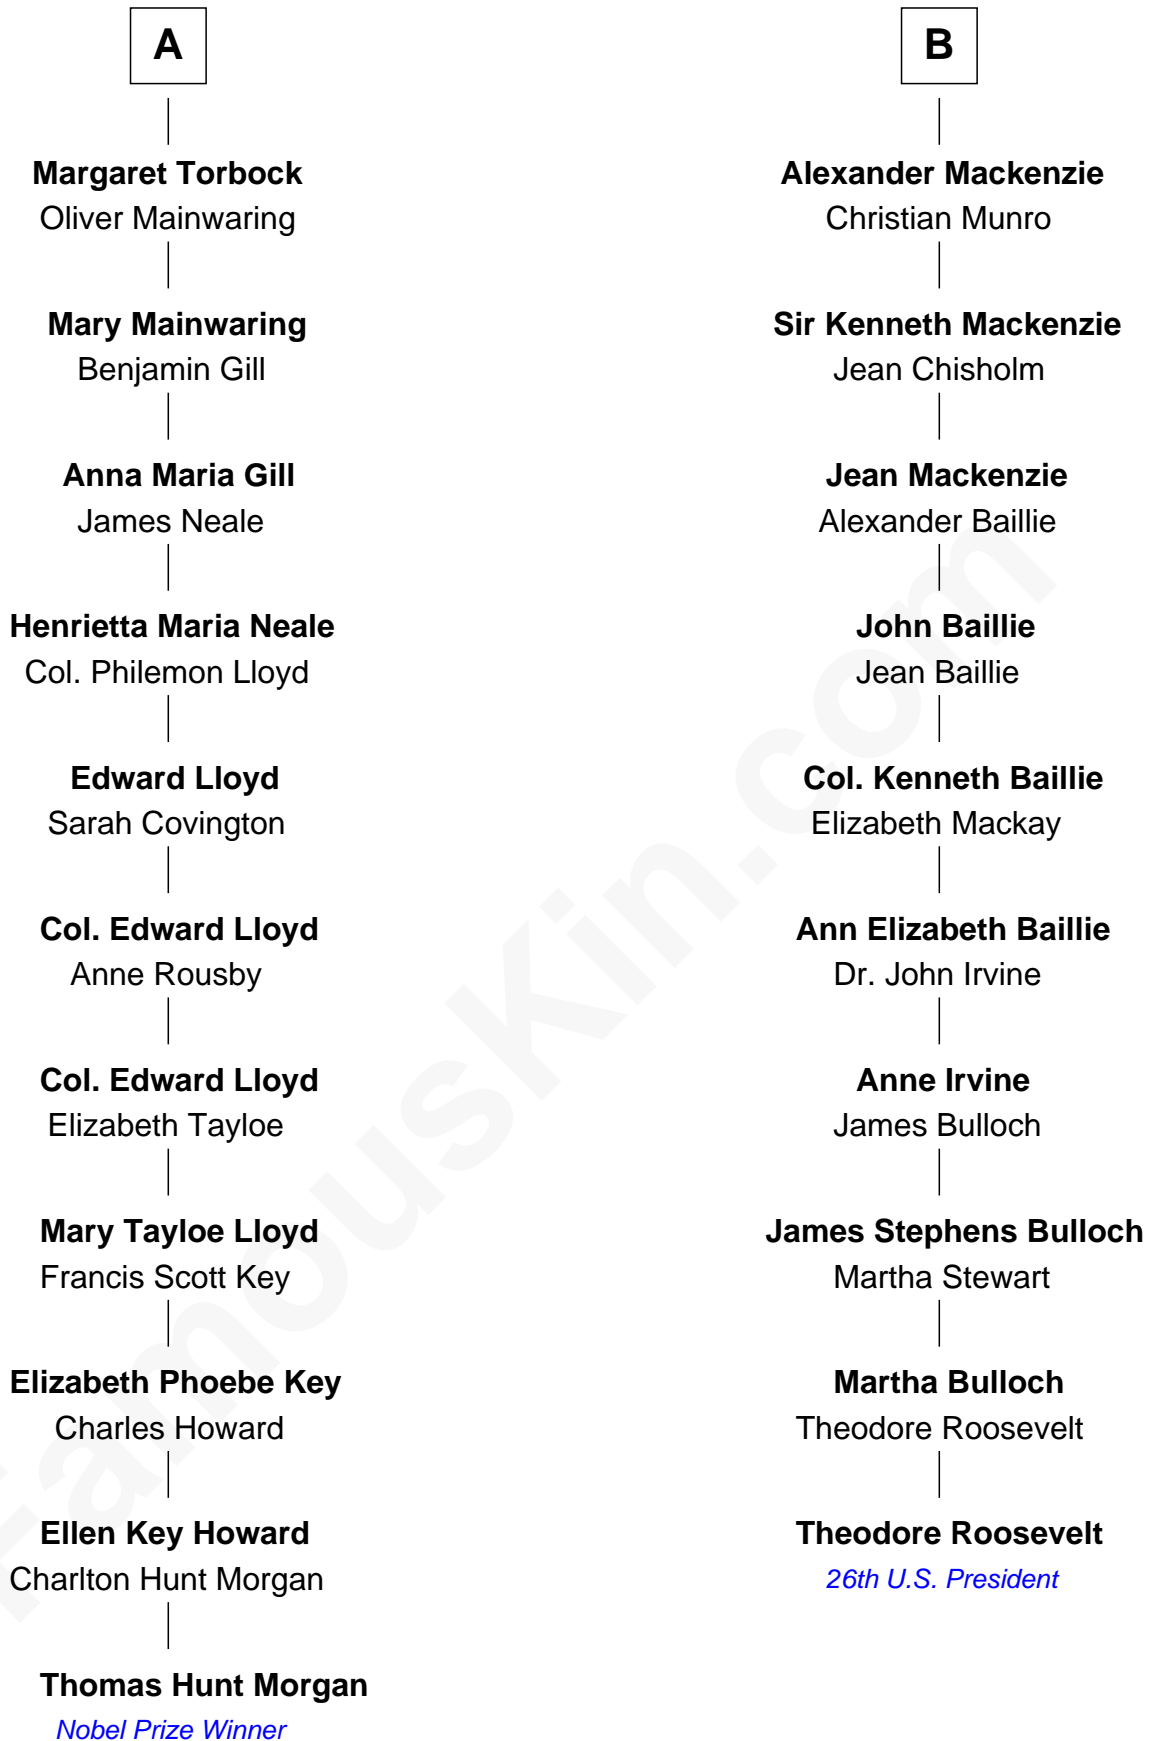 A
Margaret Torbock
Oliver Mainwaring
Mary Mainwaring
Benjamin Gill
Anna Maria Gill
James Neale
Henrietta Maria Neale
Col. Philemon Lloyd
Edward Lloyd
Sarah Covington
Col. Edward Lloyd
Anne Rousby
Col. Edward Lloyd
Elizabeth Tayloe
Mary Tayloe Lloyd
Francis Scott Key
Elizabeth Phoebe Key
Charles Howard
Ellen Key Howard
Charlton Hunt Morgan
Thomas Hunt Morgan
Nobel Prize Winner
B
Alexander Mackenzie
Christian Munro
Sir Kenneth Mackenzie
Jean Chisholm
Jean Mackenzie
Alexander Baillie
John Baillie
Jean Baillie
Col. Kenneth Baillie
Elizabeth Mackay
Ann Elizabeth Baillie
Dr. John Irvine
Anne Irvine
James Bulloch
James Stephens Bulloch
Martha Stewart
Martha Bulloch
Theodore Roosevelt
Theodore Roosevelt
26th U.S. President
FamousKin.com